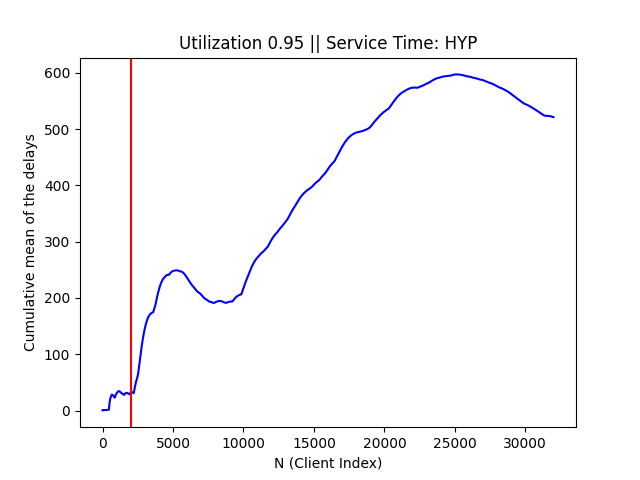 Utilization 0.95 || Service Time: HYP
Cumulative mean of the delays
600
500
400
300
200
100
0
0 5000 10000 15000 20000 25000 30000
N (Client Index)